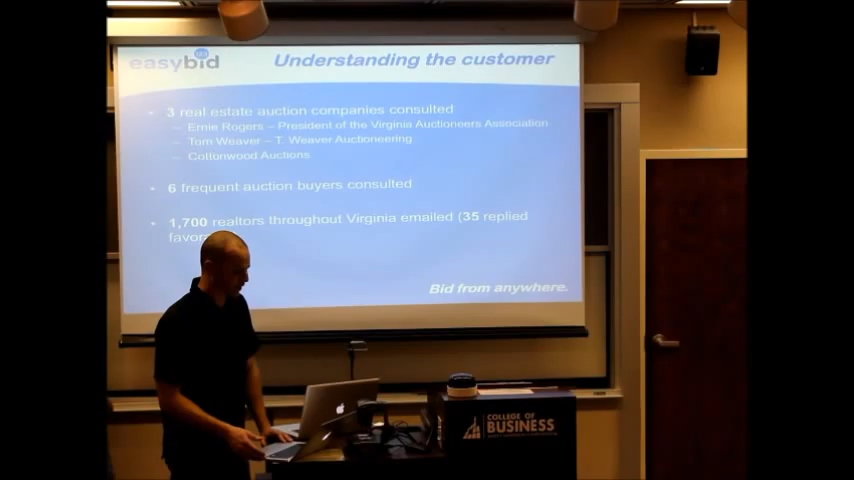 easybid
Understanding the customer
• 3 real estate auction companies consulted
– Ernie Rogers – President of the Virginia Auctioneers Association
– Tom Weaver – T. Weaver Auctioneering
– Cottonwood Auctions
• 6 frequent auction buyers consulted
• 1,700 realtors throughout Virginia emailed (35 replied
Bid from anywhere.
COLLEGE OF
BUSINESS